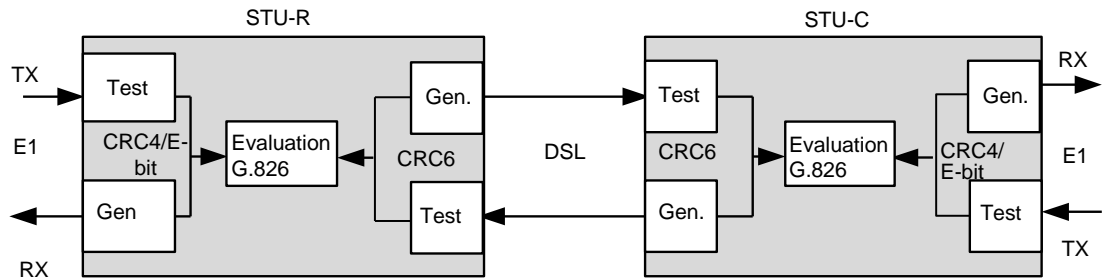 STU-R
STU-C
TX
Test
Gen.
Test
Gen.
RX
E1
CRC4/E-
bit
Evaluation
G.826
CRC6
DSL
CRC6
Evaluation
G.826
CRC4/
E-bit
E1
Gen
Test
Gen.
Test
RX
TX